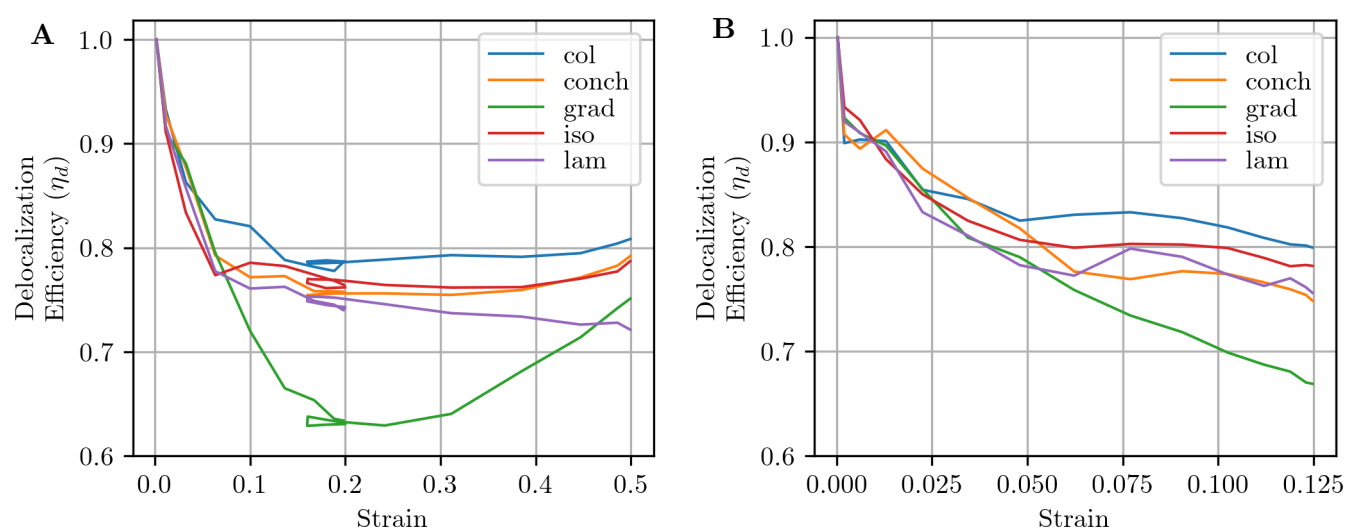 A
1.0
0.9
0.8
0.7
0.6
Delocalization
Efficiency (η_d)
col
conch
grad
iso
lam
0.0 0.1 0.2 0.3 0.4 0.5
Strain
B
1.0
0.9
0.8
0.7
0.6
Delocalization
Efficiency (η_d)
col
conch
grad
iso
lam
0.000 0.025 0.050 0.075 0.100 0.125
Strain